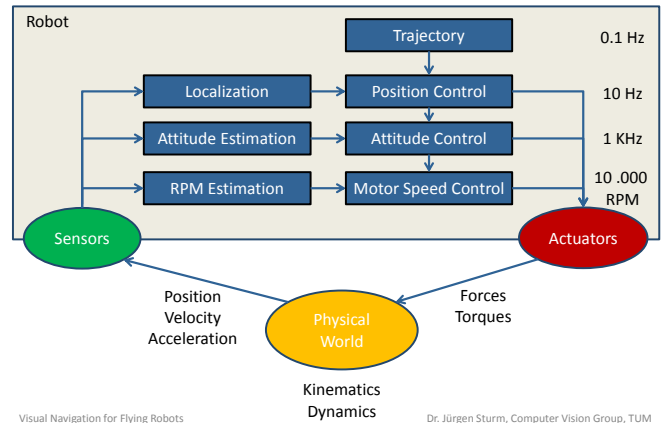 Robot
Trajectory
0.1 Hz
Localization
Position Control
10 Hz
Attitude Estimation
Attitude Control
1 KHz
RPM Estimation
Motor Speed Control
10 .000
RPM
Sensors
Actuators
Position
Velocity
Acceleration
Physical
World
Forces
Torques
Kinematics
Dynamics
Visual Navigation for Flying Robots
Dr. Jürgen Sturm, Computer Vision Group, TUM